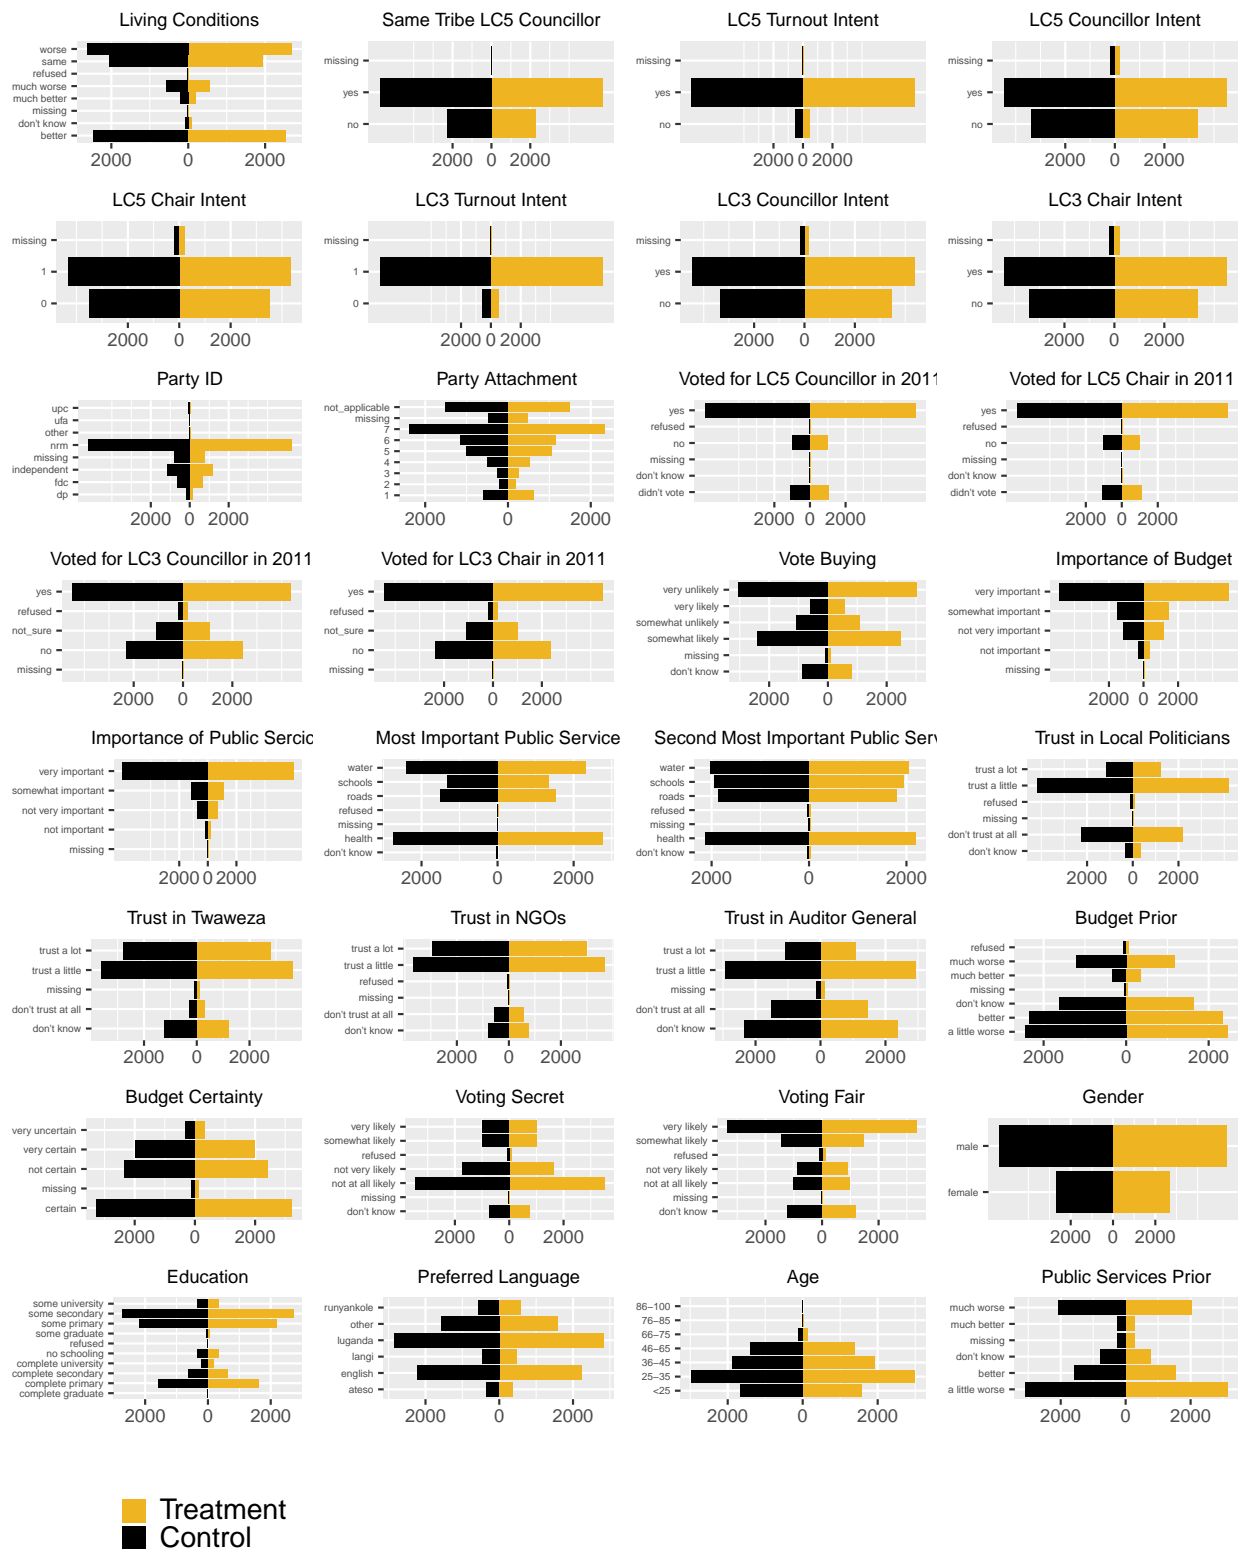 Living Conditions
worse
same
refused
much worse
much better
missing
don't know
better
2000 0 2000
Same Tribe LC5 Councillor
missing
yes
no
2000 0 2000
LC5 Turnout Intent
missing
yes
no
2000 0 2000
LC5 Councillor Intent
missing
yes
no
2000 0 2000
LC5 Chair Intent
missing
1
0
2000 0 2000
LC3 Turnout Intent
missing
1
0
2000 0 2000
LC3 Councillor Intent
missing
yes
no
2000 0 2000
LC3 Chair Intent
missing
yes
no
2000 0 2000
Party ID
upc
ufa
other
nrm
missing
independent
fdc
dp
2000 0 2000
Party Attachment
not_applicable
missing
7
6
5
4
3
2
1
2000 0 2000
Voted for LC5 Councillor in 2011
yes
refused
no
missing
don't know
didn't vote
2000 0 2000
Voted for LC5 Chair in 2011
yes
refused
no
missing
don't know
didn't vote
2000 0 2000
Voted for LC3 Councillor in 2011
yes
refused
not_sure
no
missing
2000 0 2000
Voted for LC3 Chair in 2011
yes
refused
not_sure
no
missing
2000 0 2000
Vote Buying
very unlikely
very likely
somewhat unlikely
somewhat likely
missing
don't know
2000 0 2000
Importance of Budget
very important
somewhat important
not very important
not important
missing
2000 0 2000
Importance of Public Sercic
very important
somewhat important
not very important
not important
missing
2000 0 2000
Most Important Public Service
water
schools
roads
refused
missing
health
don't know
2000 0 2000
Second Most Important Public Serv
water
schools
roads
refused
missing
health
don't know
2000 0 2000
Trust in Local Politicians
trust a lot
trust a little
refused
missing
don't trust at all
don't know
2000 0 2000
Trust in Twaweza
trust a lot
trust a little
missing
don't trust at all
don't know
2000 0 2000
Trust in NGOs
trust a lot
trust a little
refused
missing
don't trust at all
don't know
2000 0 2000
Trust in Auditor General
trust a lot
trust a little
missing
don't trust at all
don't know
2000 0 2000
Budget Prior
refused
much worse
much better
missing
don't know
better
a little worse
2000 0 2000
Budget Certainty
very uncertain
very certain
not certain
missing
certain
2000 0 2000
Voting Secret
very likely
somewhat likely
refused
not very likely
not at all likely
missing
don't know
2000 0 2000
Voting Fair
very likely
somewhat likely
refused
not very likely
not at all likely
missing
don't know
2000 0 2000
Gender
male
female
2000 0 2000
Education
some university
some secondary
some primary
some graduate
refused
no schooling
complete university
complete secondary
complete primary
complete graduate
2000 0 2000
Preferred Language
runyankole
other
luganda
langi
english
ateso
2000 0 2000
Age
86−100
76−85
66−75
46−65
36−45
25−35
<25
2000 0 2000
Public Services Prior
much worse
much better
missing
don't know
better
a little worse
2000 0 2000
Treatment
Control